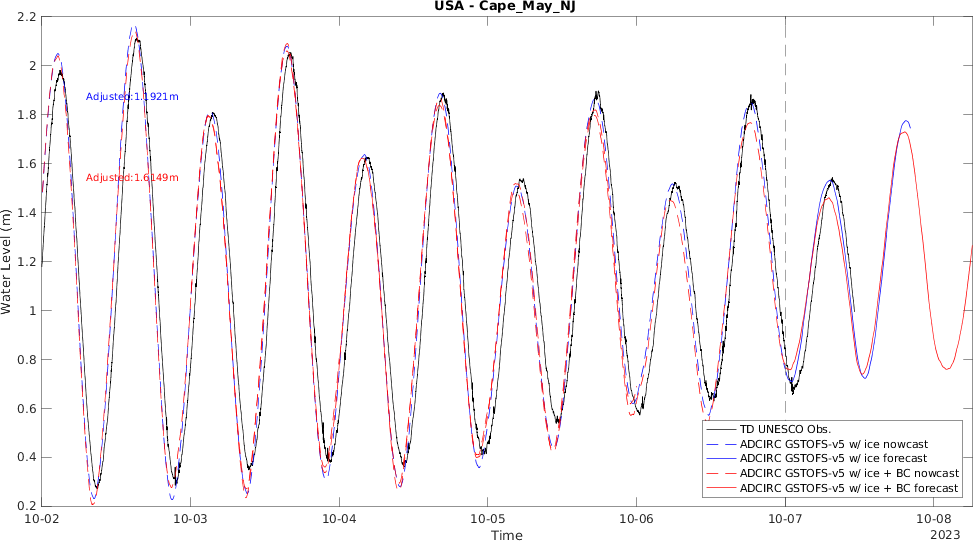 USA - Cape_May_NJ
2.2
2
1.8
1.6
1.4
1.2
1
0.8
0.6
0.4
0.2
Water Level (m)
Adjusted:1.1921m
Adjusted:1.6149m
TD UNESCO Obs.
ADCIRC GSTOFS-v5 w/ ice nowcast
ADCIRC GSTOFS-v5 w/ ice forecast
ADCIRC GSTOFS-v5 w/ ice + BC nowcast
ADCIRC GSTOFS-v5 w/ ice + BC forecast
10-02 10-03 10-04 10-05 10-06 10-07 10-08
Time
2023